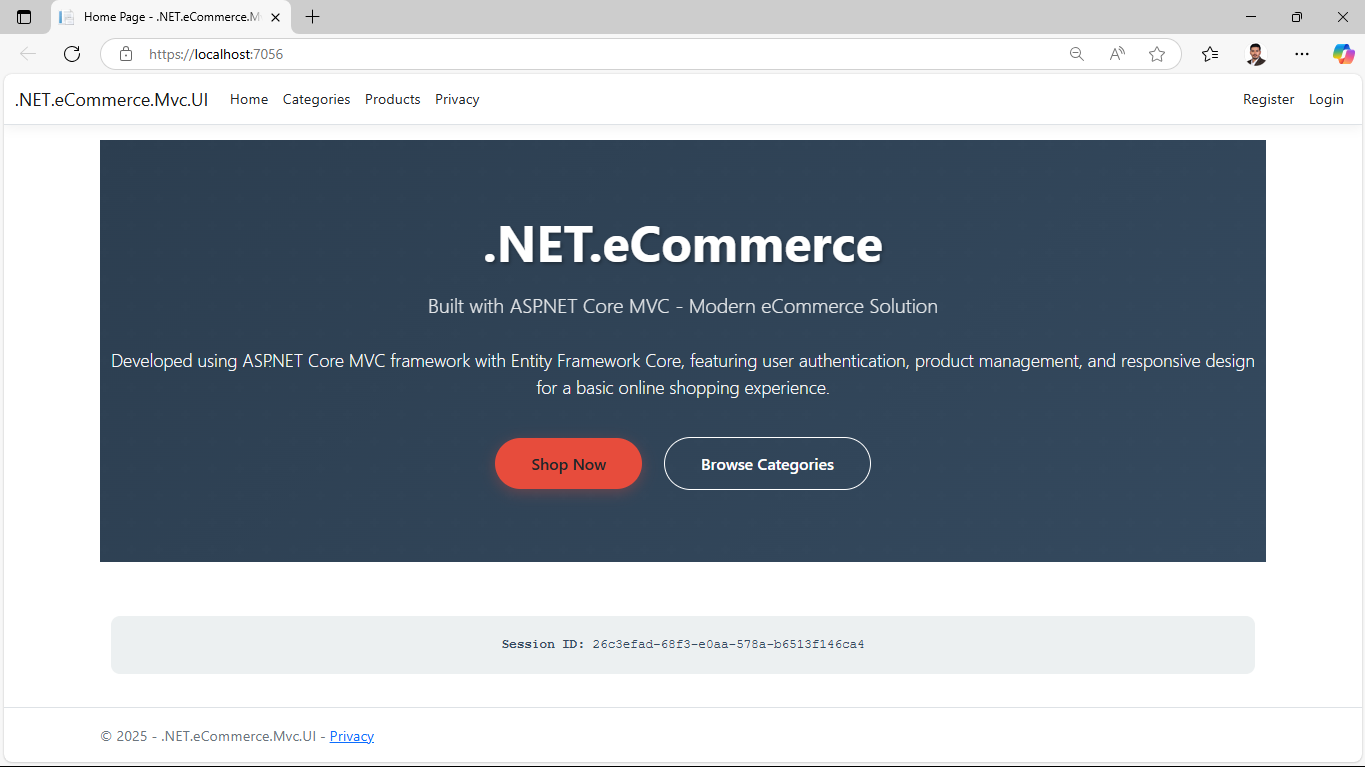 Home Page - .NET.eCommerce.M
https://localhost:7056
.NET.eCommerce.Mvc.UI Home Categories Products Privacy Register Login
.NET.eCommerce
Built with ASP.NET Core MVC - Modern eCommerce Solution
Developed using ASP.NET Core MVC framework with Entity Framework Core, featuring user authentication, product management, and responsive design
for a basic online shopping experience.
Shop Now Browse Categories
Session ID: 26c3efad-68f3-e0aa-578a-b6513f146ca4
© 2025 - .NET.eCommerce.Mvc.UI - Privacy